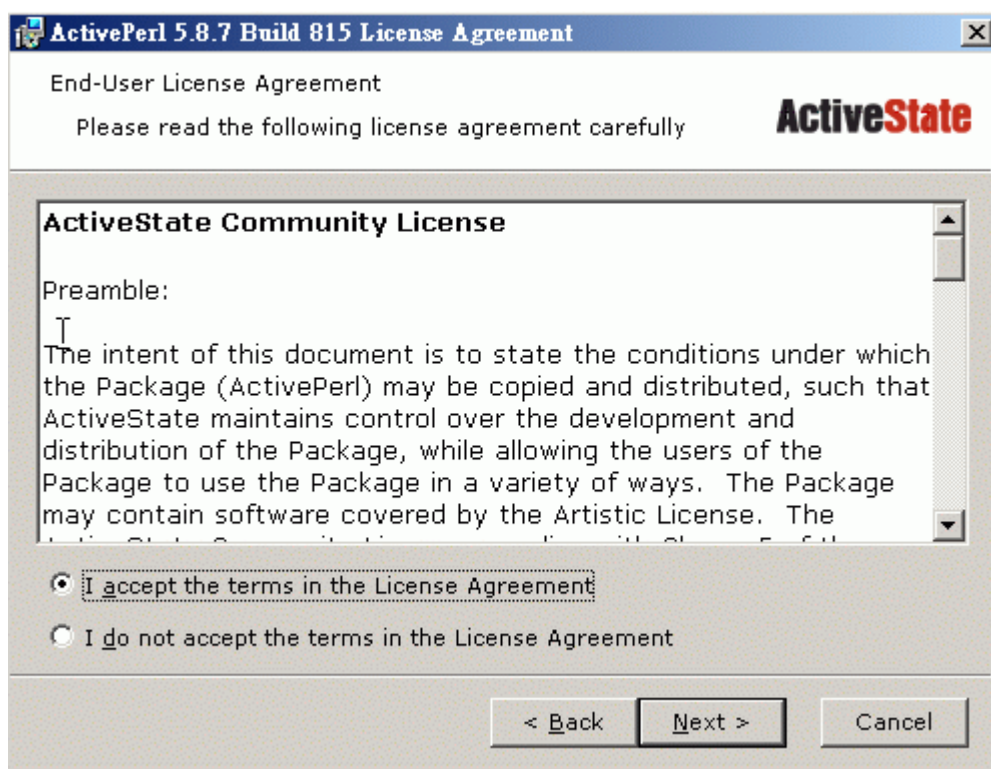 ActivePerl 5.8.7 Build 815 License Agreement
End-User License Agreement
Please read the following license agreement carefully
ActiveState
ActiveState Community License
Preamble:
The intent of this document is to state the conditions under which
the Package (ActivePerl) may be copied and distributed, such that
ActiveState maintains control over the development and
distribution of the Package, while allowing the users of the
Package to use the Package in a variety of ways.  The Package
may contain software covered by the Artistic License.  The
I accept the terms in the License Agreement
I do not accept the terms in the License Agreement
< Back
Next >
Cancel